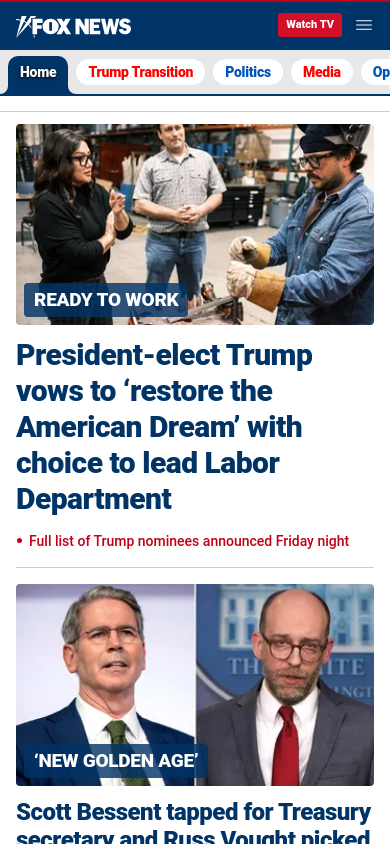 FOX NEWS
Watch TV
Home
Trump Transition
Politics
Media
Op
READY TO WORK
President-elect Trump
vows to ‘restore the
American Dream’ with
choice to lead Labor
Department
• Full list of Trump nominees announced Friday night
THE
ITE
NGT
‘NEW GOLDEN AGE’
Scott Bessent tapped for Treasury
secretary and Russ Vought picked